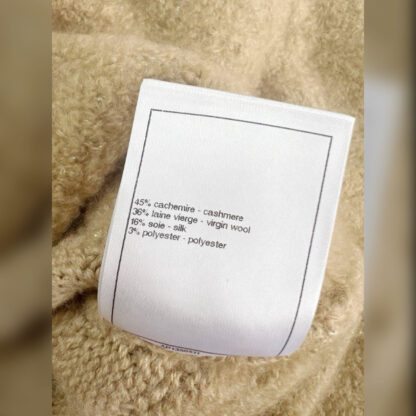 45% cachemire - cashmere
36% laine vierge - virgin wool
16% soie - silk
3% polyester - polyester